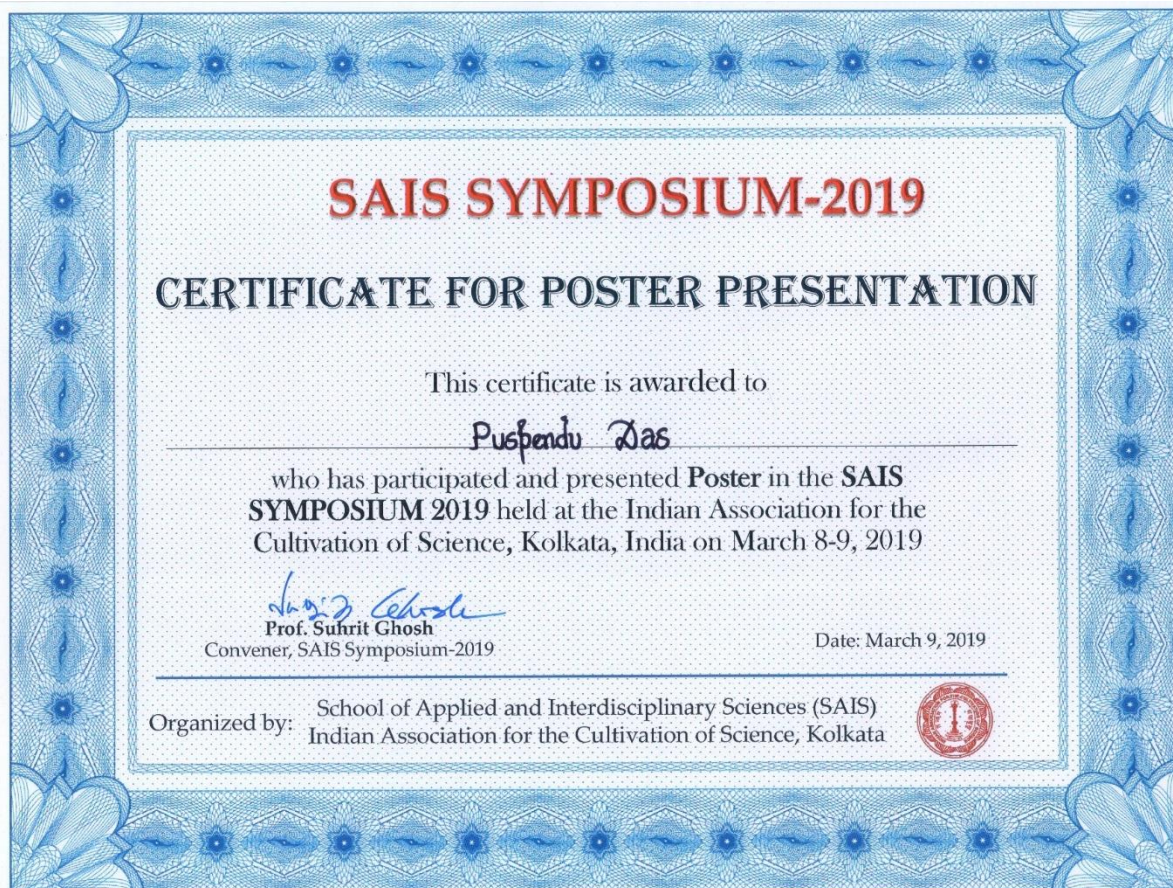 SAIS SYMPOSIUM-2019
CERTIFICATE FOR POSTER PRESENTATION
This certificate is awarded to
Puspendu Das
who has participated and presented Poster in the SAIS
SYMPOSIUM 2019 held at the Indian Association for the
Cultivation of Science, Kolkata, India on March 8-9, 2019
Prof. Suhrit Ghosh
Convener, SAIS Symposium-2019
Date: March 9, 2019
Organized by:
School of Applied and Interdisciplinary Sciences (SAIS)
Indian Association for the Cultivation of Science, Kolkata